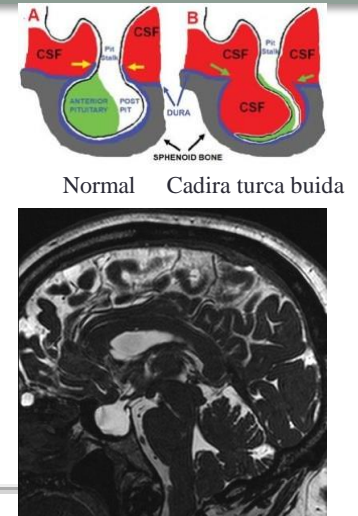 A
B
CSF
Pit
Stalk
CSF
CSF
Pit
Stalk
CSF
ANTERIOR
PITUITARY
POST
PIT
CSF
DURA
SPHENOID BONE
Normal Cadira turca buida